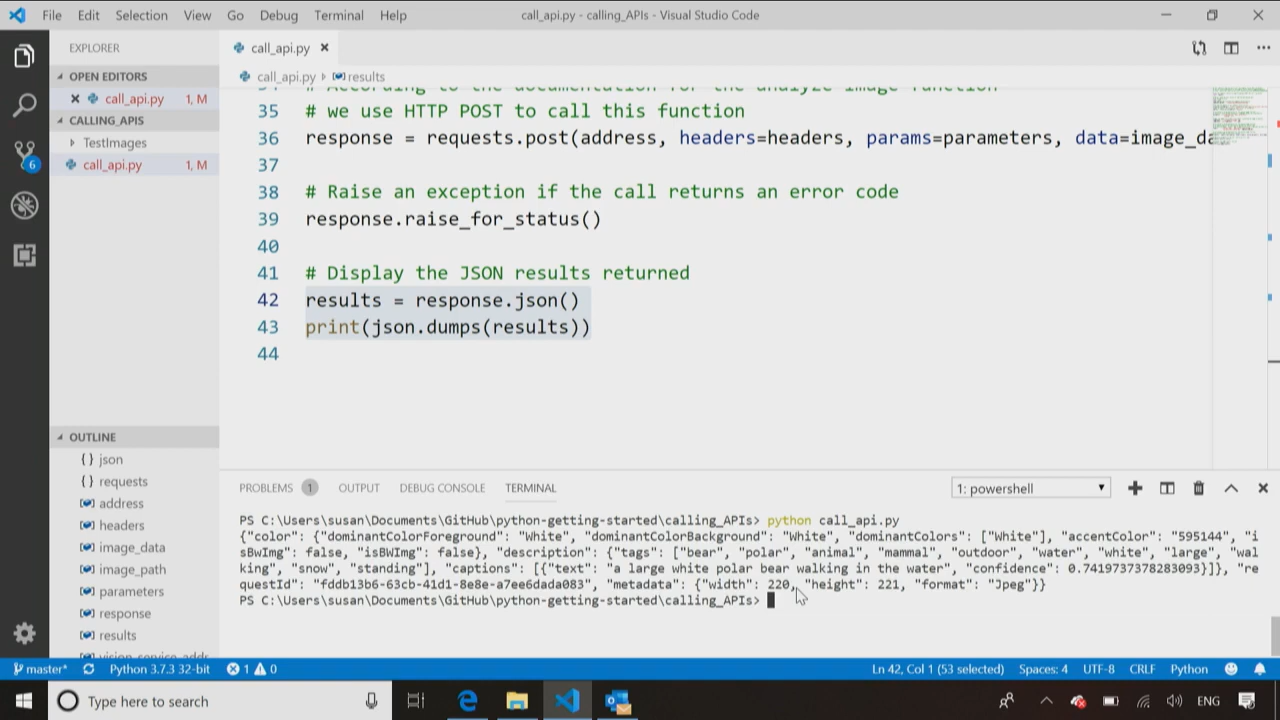 File Edit Selection View Go Debug Terminal Help
call_api.py - calling_APIs - Visual Studio Code
EXPLORER
OPEN EDITORS
call_api.py 1, M
CALLING_APIS
TestImages
call_api.py 1, M
6
OUTLINE
{ } json
{ } requests
address
headers
image_data
image_path
parameters
response
results
call_api.py
call_api.py results
# According to the documentation for the analyze image function
35 # we use HTTP POST to call this function
36 response = requests.post(address, headers=headers, params=parameters, data=image_da
37
38 # Raise an exception if the call returns an error code
39 response.raise_for_status()
40
41 # Display the JSON results returned
42 results = response.json()
43 print(json.dumps(results))
44
PROBLEMS 1 OUTPUT DEBUG CONSOLE TERMINAL 1: powershell
PS C:\Users\susan\Documents\GitHub\python-getting-started\calling_APIs> python call_api.py
{"color": {"dominantColorForeground": "White", "dominantColorBackground": "White", "dominantColors": ["White"], "accentColor": "595144", "i
sBwImg": false, "isBWImg": false}, "description": {"tags": ["bear", "polar", "animal", "mammal", "outdoor", "water", "white", "large", "wal
king", "snow", "standing"], "captions": [{"text": "a large white polar bear walking in the water", "confidence": 0.7419737378283093}]}, "re
questId": "fddb13b6-63cb-41d1-8e8e-a7ee6dada083", "metadata": {"width": 220, "height": 221, "format": "Jpeg"}}
PS C:\Users\susan\Documents\GitHub\python-getting-started\calling_APIs>
master* Python 3.7.3 32-bit 1 0 Ln 42, Col 1 (53 selected) Spaces: 4 UTF-8 CRLF Python
Type here to search ENG